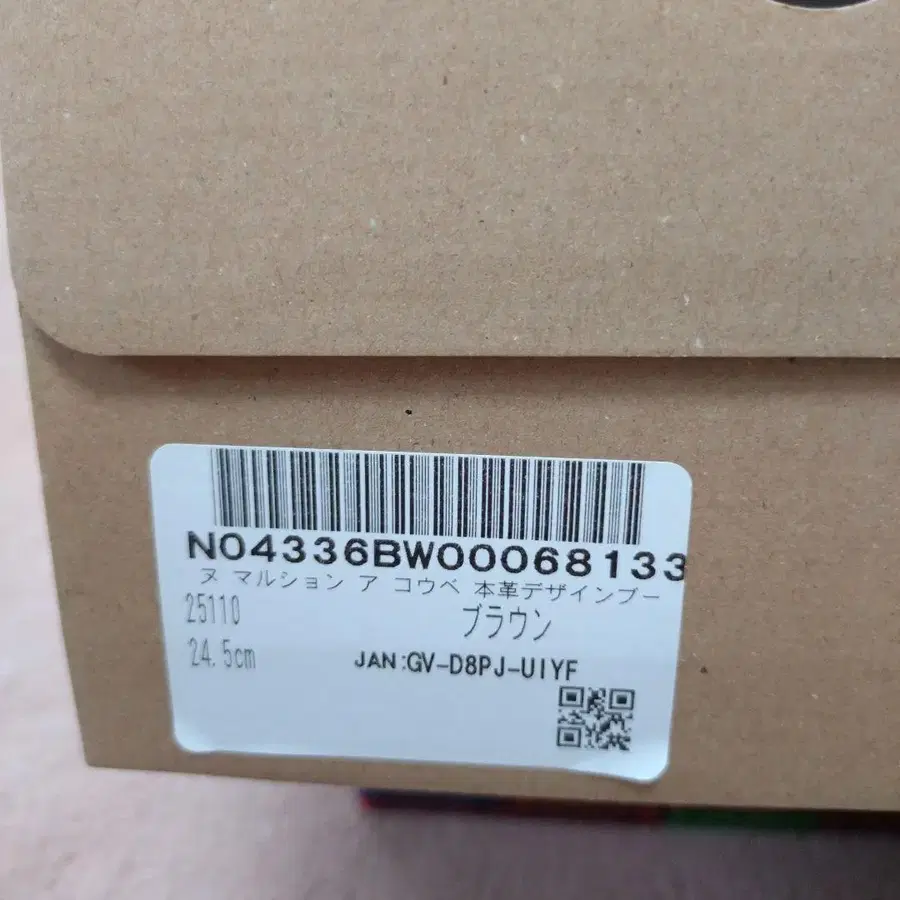 N04336BW00068133
ヌ マルション ア コウベ 本革デザインブー
25110 ブラウン
24.5cm JAN:GV-D8PJ-UIYF